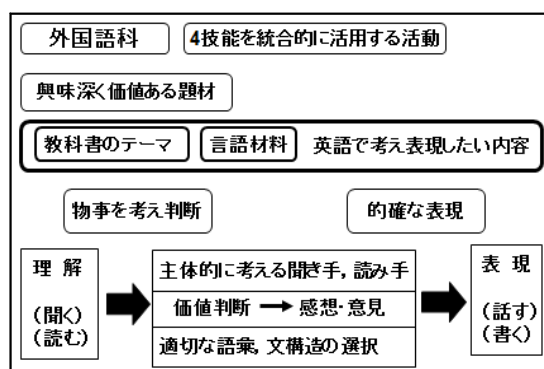 外国語科
4技能を統合的に活用する活動
興味深く価値ある題材
教科書のテーマ 言語材料 英語で考え表現したい内容
物事を考え判断
的確な表現
理 解
(聞く)
(読む)
主体的に考える聞き手,読み手
価値判断 → 感想・意見
適切な語彙,文構造の選択
表 現
(話す)
(書く)